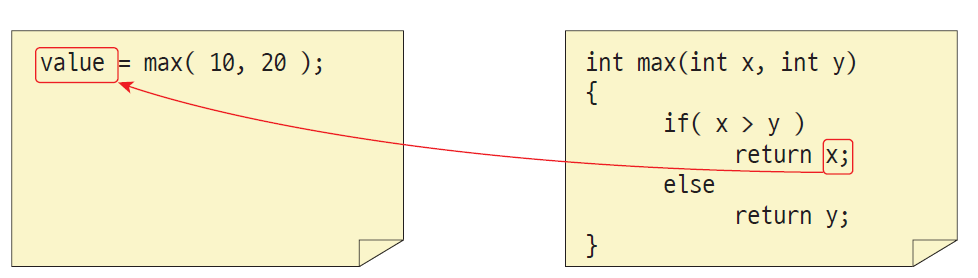 value = max( 10, 20 );
int max(int x, int y)
{
if( x > y )
return x;
else
return y;
}